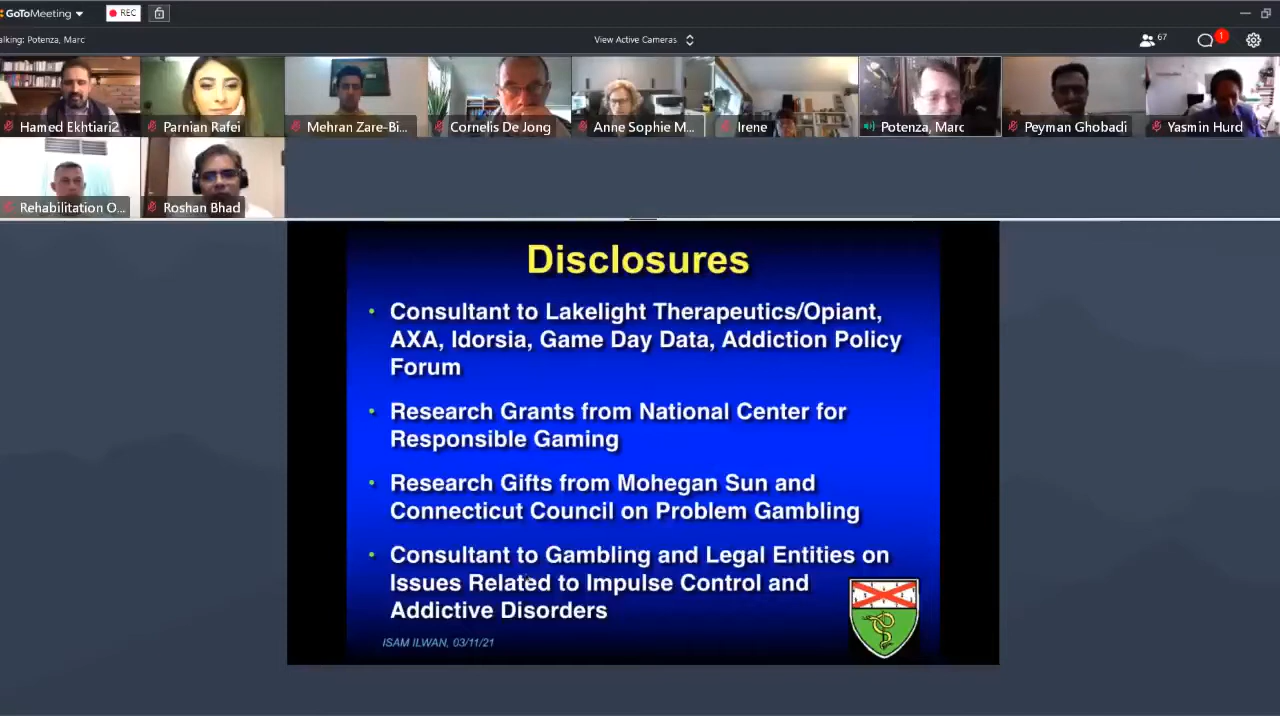 GoToMeeting
REC
alking: Potenza, Marc
View Active Cameras
67
1
Hamed Ekhtiari2
Parnian Rafei
Mehran Zare-Bi...
Cornelis De Jong
Anne Sophie M...
Irene
Potenza, Marc
Peyman Ghobadi
Yasmin Hurd
Rehabilitation O...
Roshan Bhad
Disclosures
• Consultant to Lakelight Therapeutics/Opiant,
AXA, Idorsia, Game Day Data, Addiction Policy
Forum
• Research Grants from National Center for
Responsible Gaming
• Research Gifts from Mohegan Sun and
Connecticut Council on Problem Gambling
• Consultant to Gambling and Legal Entities on
Issues Related to Impulse Control and
Addictive Disorders
ISAM ILWAN, 03/11/21